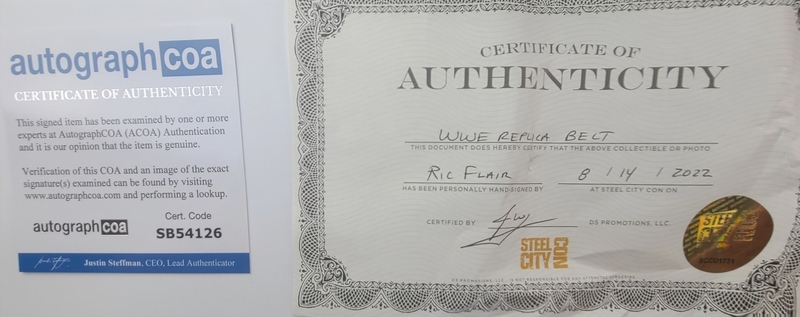 autographcoa
CERTIFICATE OF AUTHENTICITY
This signed item has been examined by one or more
experts at AutographCOA (ACOA) Authentication
and it is our opinion that the item is genuine.
Verification of this COA and an image of the exact
signature(s) examined can be found by visiting
www.autographcoa.com and performing a lookup.
autographcoa
Cert. Code
SB54126
Justin Steffman, CEO, Lead Authenticator
CERTIFICATE OF
AUTHENTICITY
WWE REPLICA BELT
THIS DOCUMENT DOES HEREBY CERTIFY THAT THE ABOVE COLLECTIBLE OR PHOTO
RIC FLAIR 8 / 14 / 2022
HAS BEEN PERSONALLY HANDSIGNED BY AT STEEL CITY CON ON
CERTIFIED BY DS PROMOTIONS, LLC.
STEEL
CITY
CON